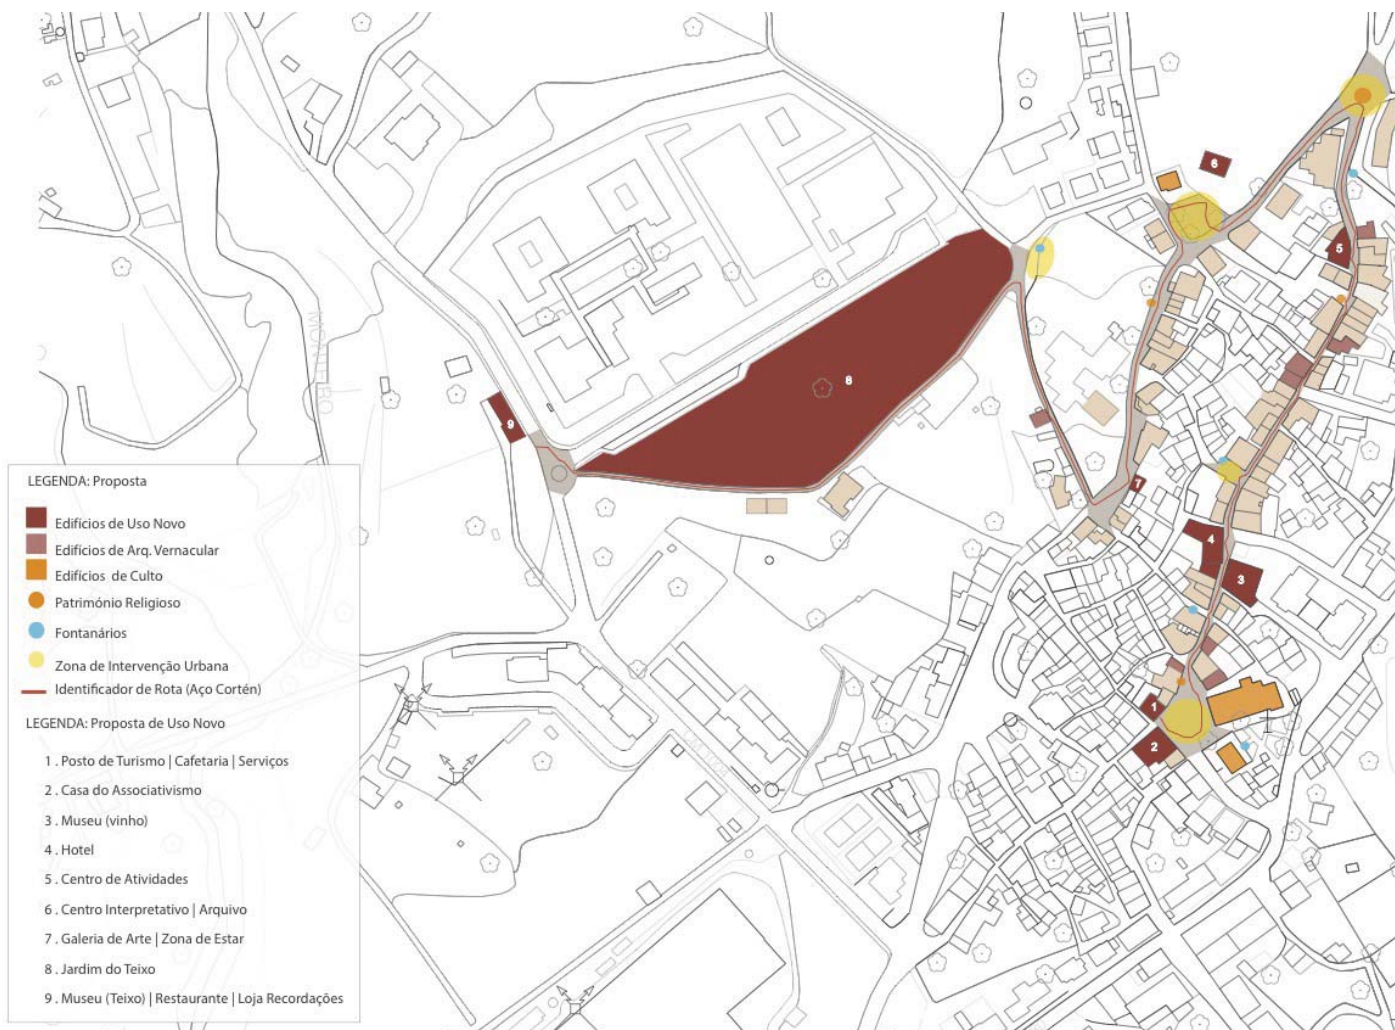 6
5
MONTEIRO
8
9
7
4
3
1
2
LEGENDA: Proposta
Edifícios de Uso Novo
Edifícios de Arq. Vernacular
Edifícios de Culto
Património Religioso
Fontanários
Zona de Intervenção Urbana
Identificador de Rota (Aço Cortén)
LEGENDA: Proposta de Uso Novo
1 . Posto de Turismo | Cafetaria | Serviços
2 . Casa do Associativismo
3 . Museu (vinho)
4 . Hotel
5 . Centro de Atividades
6 . Centro Interpretativo | Arquivo
7 . Galeria de Arte | Zona de Estar
8 . Jardim do Teixo
9 . Museu (Teixo) | Restaurante | Loja Recordações